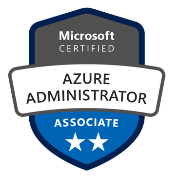 Microsoft
CERTIFIED
AZURE
ADMINISTRATOR
ASSOCIATE